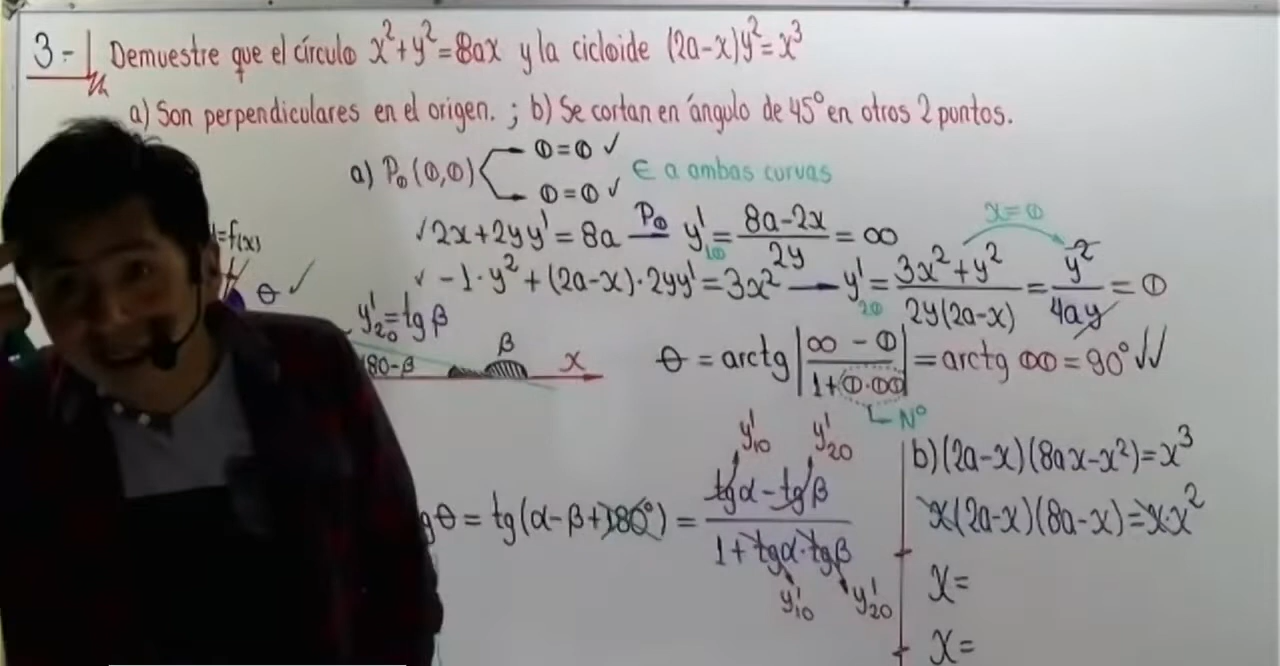 3-1 Demuestre que el círculo x²+y²=8ax y la cicloide (2a-x)y²=x³
a) Son perpendiculares en el origen. ; b) Se cortan en ángulo de 45° en otros 2 puntos.
a) P₀(0,0) 0=0 ✓ 0=0 ✓ ∈ a ambas curvas
✓ 2x+2yy'=8a P₀→ y'₁₀ = (8a-2x)/(2y) = ∞
✓ -1·y²+(2a-x)·2yy'=3x² → y'₂₀ = (3x²+y²)/(2y(2a-x)) = y²/(4ay) = 0
x=0
=f(x)
θ ✓
y'₂₀=tgβ
180-β β x
θ = arctg|(∞-0)/(1+0·∞)| = arctg ∞ = 90° ✓✓
Nº
gθ = tg(α-β+180°) = (tgα-tgβ)/(1+tgα·tgβ)
y'₁₀ y'₂₀
y'₁₀ y'₂₀
b) (2a-x)(8ax-x²)=x³
x(2a-x)(8a-x)=x·x²
x=
x=